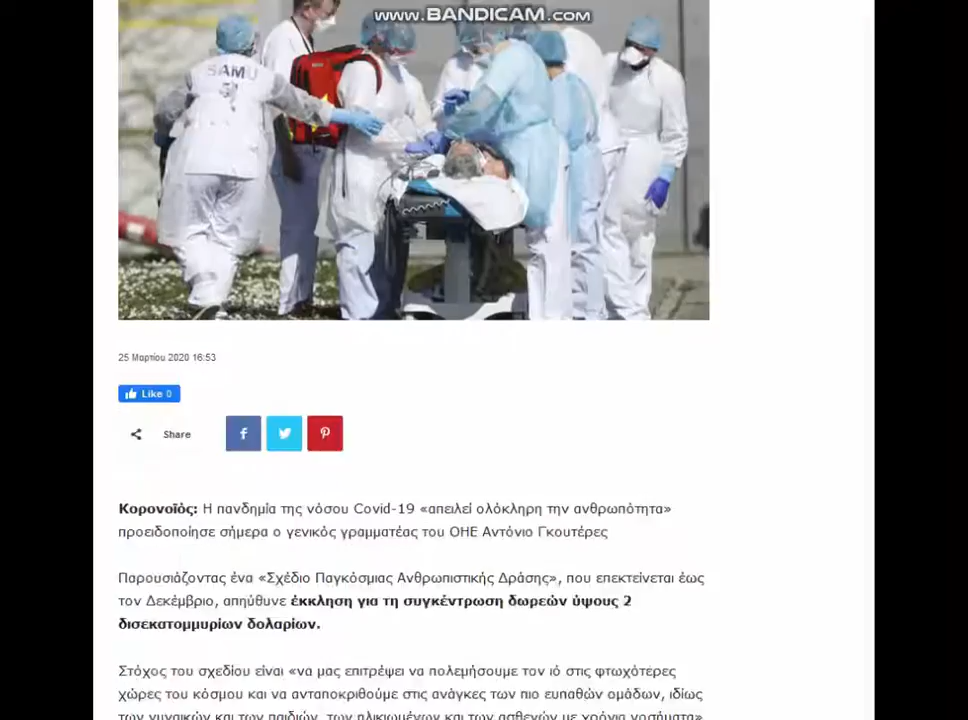 www.BANDICAM.com
SAMU
25 Μαρτίου 2020 16:53
Like 0
Share
Κορονοϊός: Η πανδημία της νόσου Covid-19 «απειλεί ολόκληρη την ανθρωπότητα»
προειδοποίησε σήμερα ο γενικός γραμματέας του ΟΗΕ Αντόνιο Γκουτέρες
Παρουσιάζοντας ένα «Σχέδιο Παγκόσμιας Ανθρωπιστικής Δράσης», που επεκτείνεται έως
τον Δεκέμβριο, απηύθυνε έκκληση για τη συγκέντρωση δωρεών ύψους 2
δισεκατομμυρίων δολαρίων.
Στόχος του σχεδίου είναι «να μας επιτρέψει να πολεμήσουμε τον ιό στις φτωχότερες
χώρες του κόσμου και να ανταποκριθούμε στις ανάγκες των πιο ευπαθών ομάδων, ιδίως
των γυναικών και των παιδιών, των ηλικιωμένων και των ασθενών με χρόνια νοσήματα»